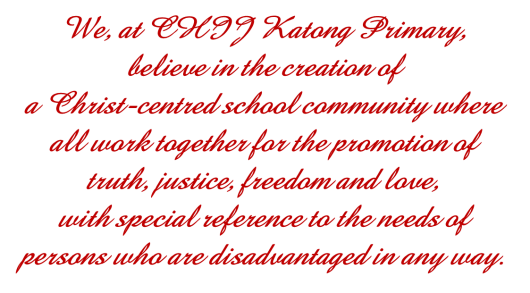 We, at CHIJ Katong Primary,
believe in the creation of
a Christ-centred school community where
all work together for the promotion of
truth, justice, freedom and love,
with special reference to the needs of
persons who are disadvantaged in any way.